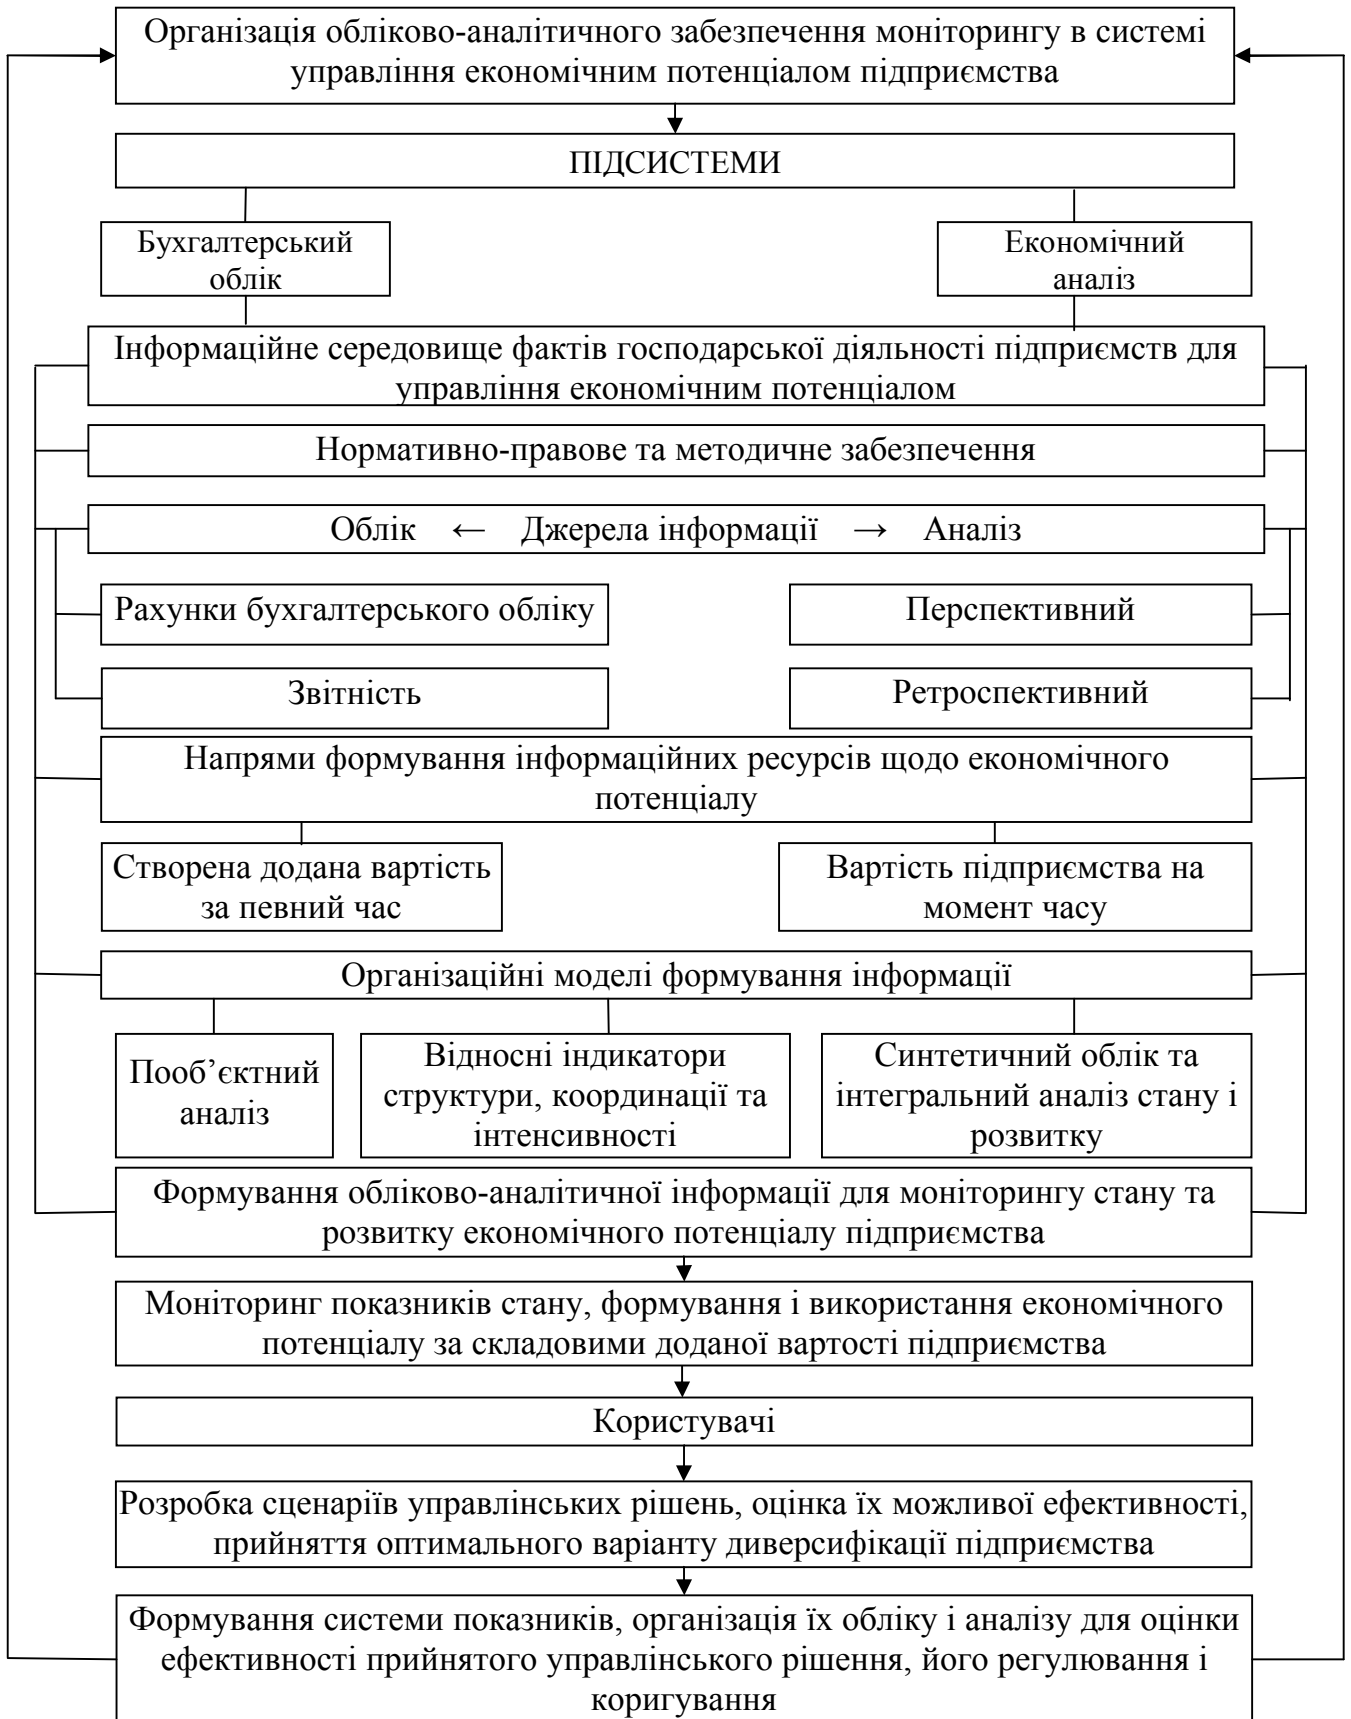 Організація обліково-аналітичного забезпечення моніторингу в системі
управління економічним потенціалом підприємства
ПІДСИСТЕМИ
Бухгалтерський
облік
Економічний
аналіз
Інформаційне середовище фактів господарської діяльності підприємств для
управління економічним потенціалом
Нормативно-правове та методичне забезпечення
Облік ← Джерела інформації → Аналіз
Рахунки бухгалтерського обліку
Перспективний
Звітність
Ретроспективний
Напрями формування інформаційних ресурсів щодо економічного
потенціалу
Створена додана вартість
за певний час
Вартість підприємства на
момент часу
Організаційні моделі формування інформації
Пооб’єктний
аналіз
Відносні індикатори
структури, координації та
інтенсивності
Синтетичний облік та
інтегральний аналіз стану і
розвитку
Формування обліково-аналітичної інформації для моніторингу стану та
розвитку економічного потенціалу підприємства
Моніторинг показників стану, формування і використання економічного
потенціалу за складовими доданої вартості підприємства
Користувачі
Розробка сценаріїв управлінських рішень, оцінка їх можливої ефективності,
прийняття оптимального варіанту диверсифікації підприємства
Формування системи показників, організація їх обліку і аналізу для оцінки
ефективності прийнятого управлінського рішення, його регулювання і
коригування